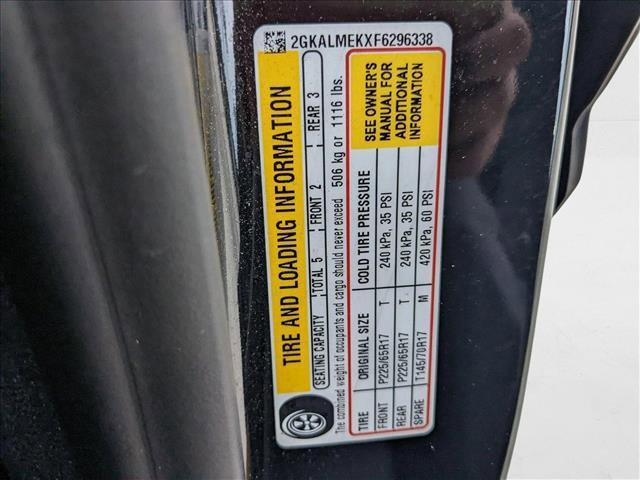 2GKALMEKXF6296338
TIRE AND LOADING INFORMATION
SEATING CAPACITY TOTAL 5 FRONT 2 REAR 3
The combined weight of occupants and cargo should never exceed 506 kg or 1116 lbs.
TIRE ORIGINAL SIZE COLD TIRE PRESSURE
FRONT P225/65R17 T 240 kPa, 35 PSI
REAR P225/65R17 T 240 kPa, 35 PSI
SPARE T145/70R17 M 420 kPa, 60 PSI
SEE OWNER'S
MANUAL FOR
ADDITIONAL
INFORMATION